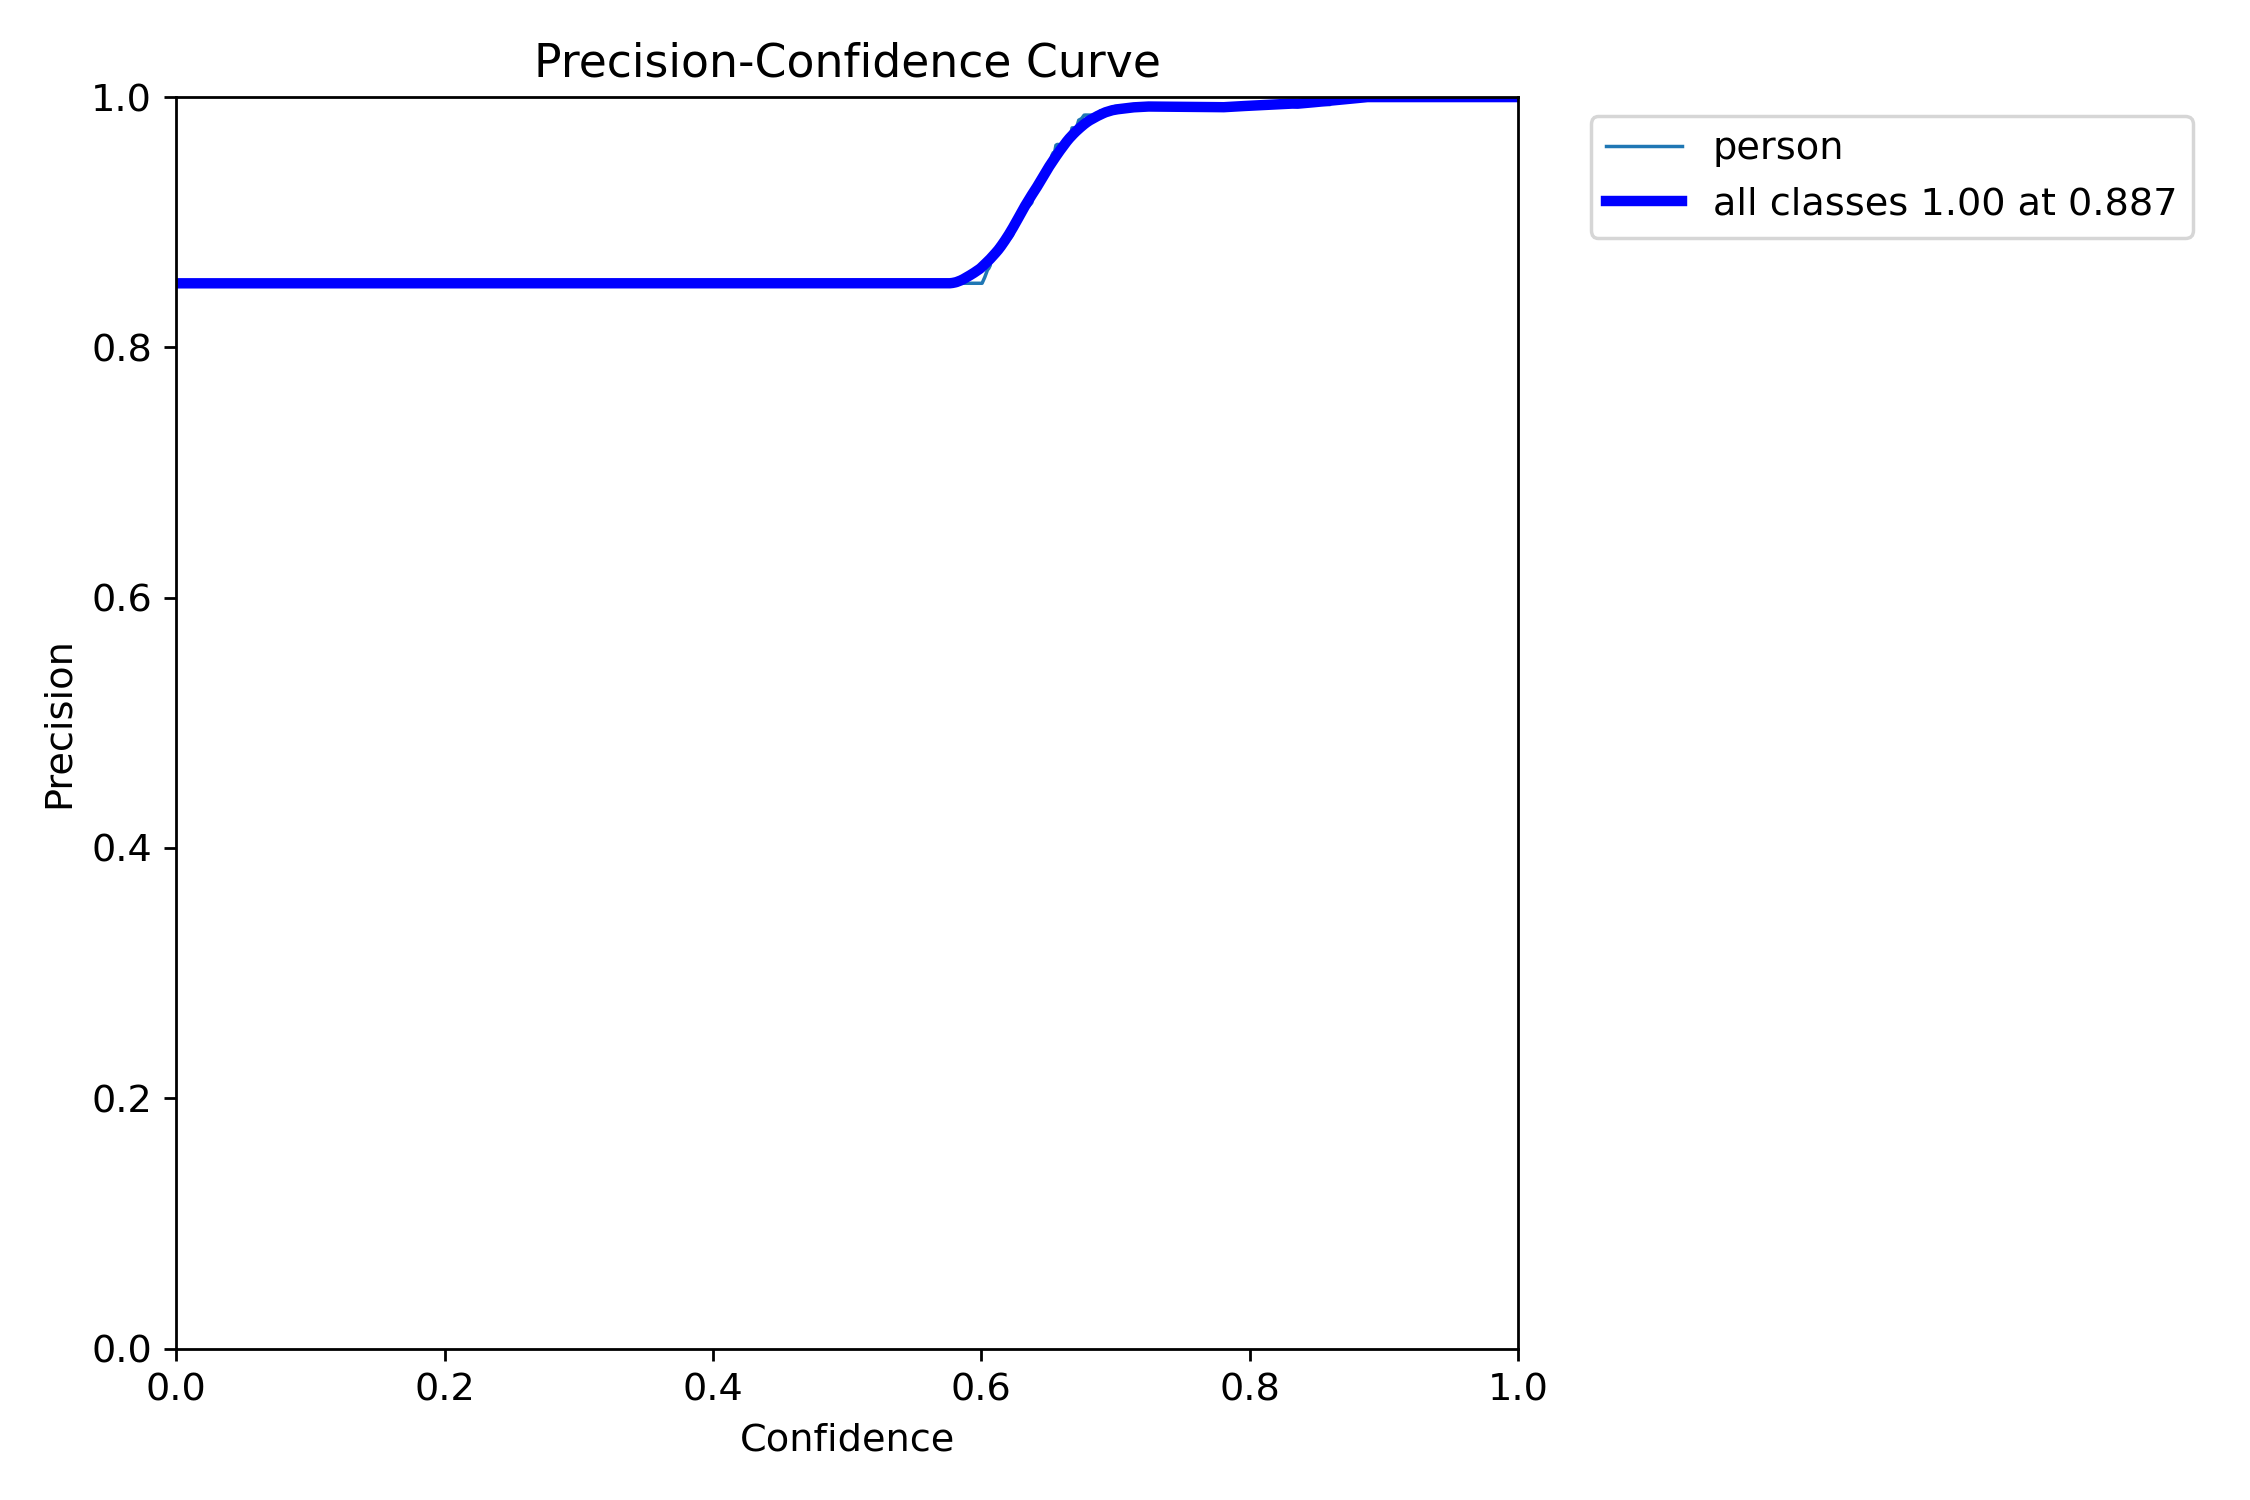 Precision-Confidence Curve
1.0
0.8
0.6
0.4
0.2
0.0
Precision
0.0 0.2 0.4 0.6 0.8 1.0
Confidence
person
all classes 1.00 at 0.887